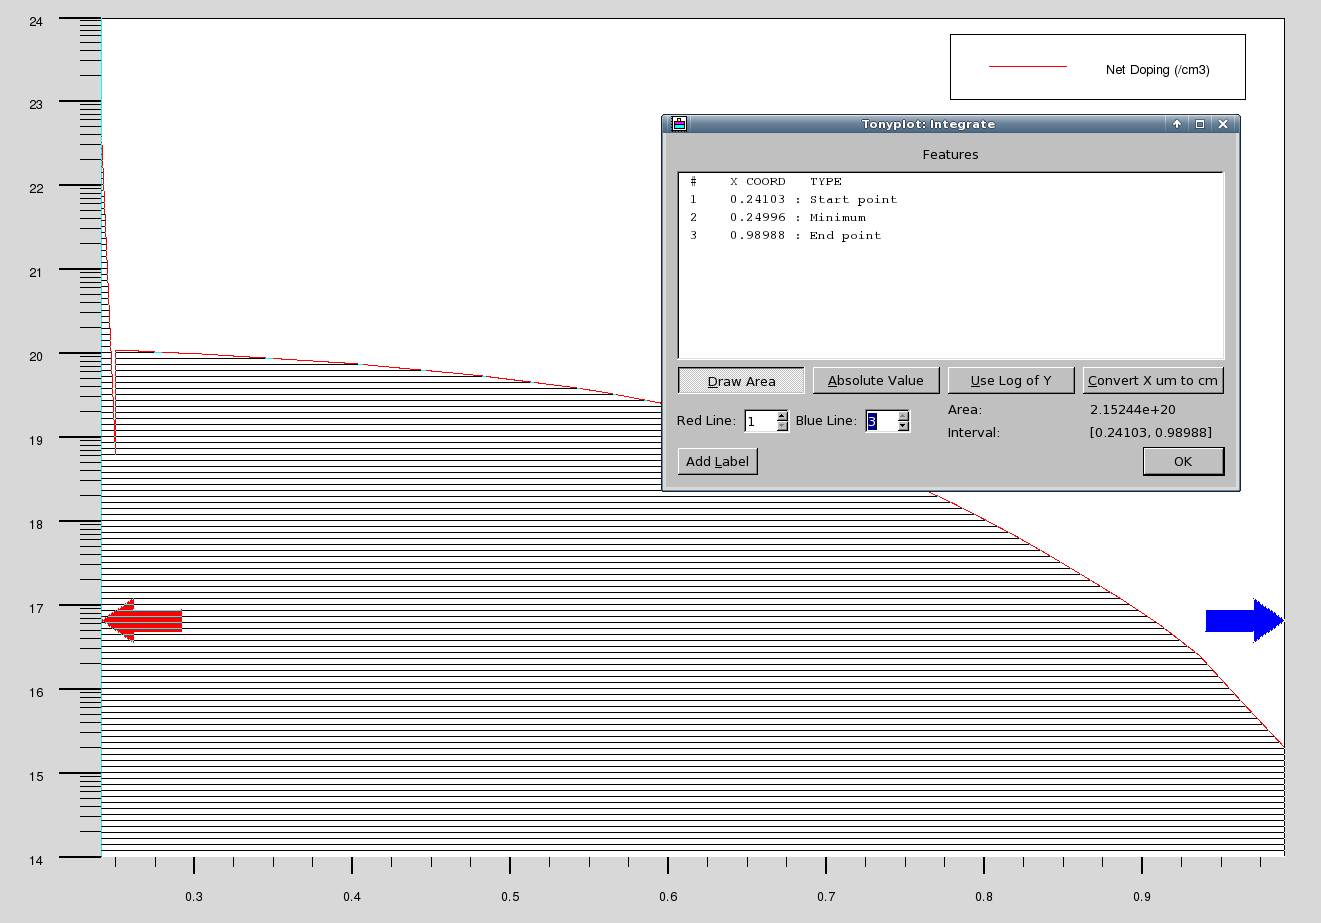 24
23
22
21
20
19
18
17
16
15
14
0.3 0.4 0.5 0.6 0.7 0.8 0.9
Net Doping (/cm3)
Tonyplot: Integrate
Features
# X COORD TYPE
1 0.24103 : Start point
2 0.24996 : Minimum
3 0.98988 : End point
Draw Area Absolute Value Use Log of Y Convert X um to cm
Red Line: 1 Blue Line: 3 Area: 2.15244e+20
Interval: [0.24103, 0.98988]
Add Label OK